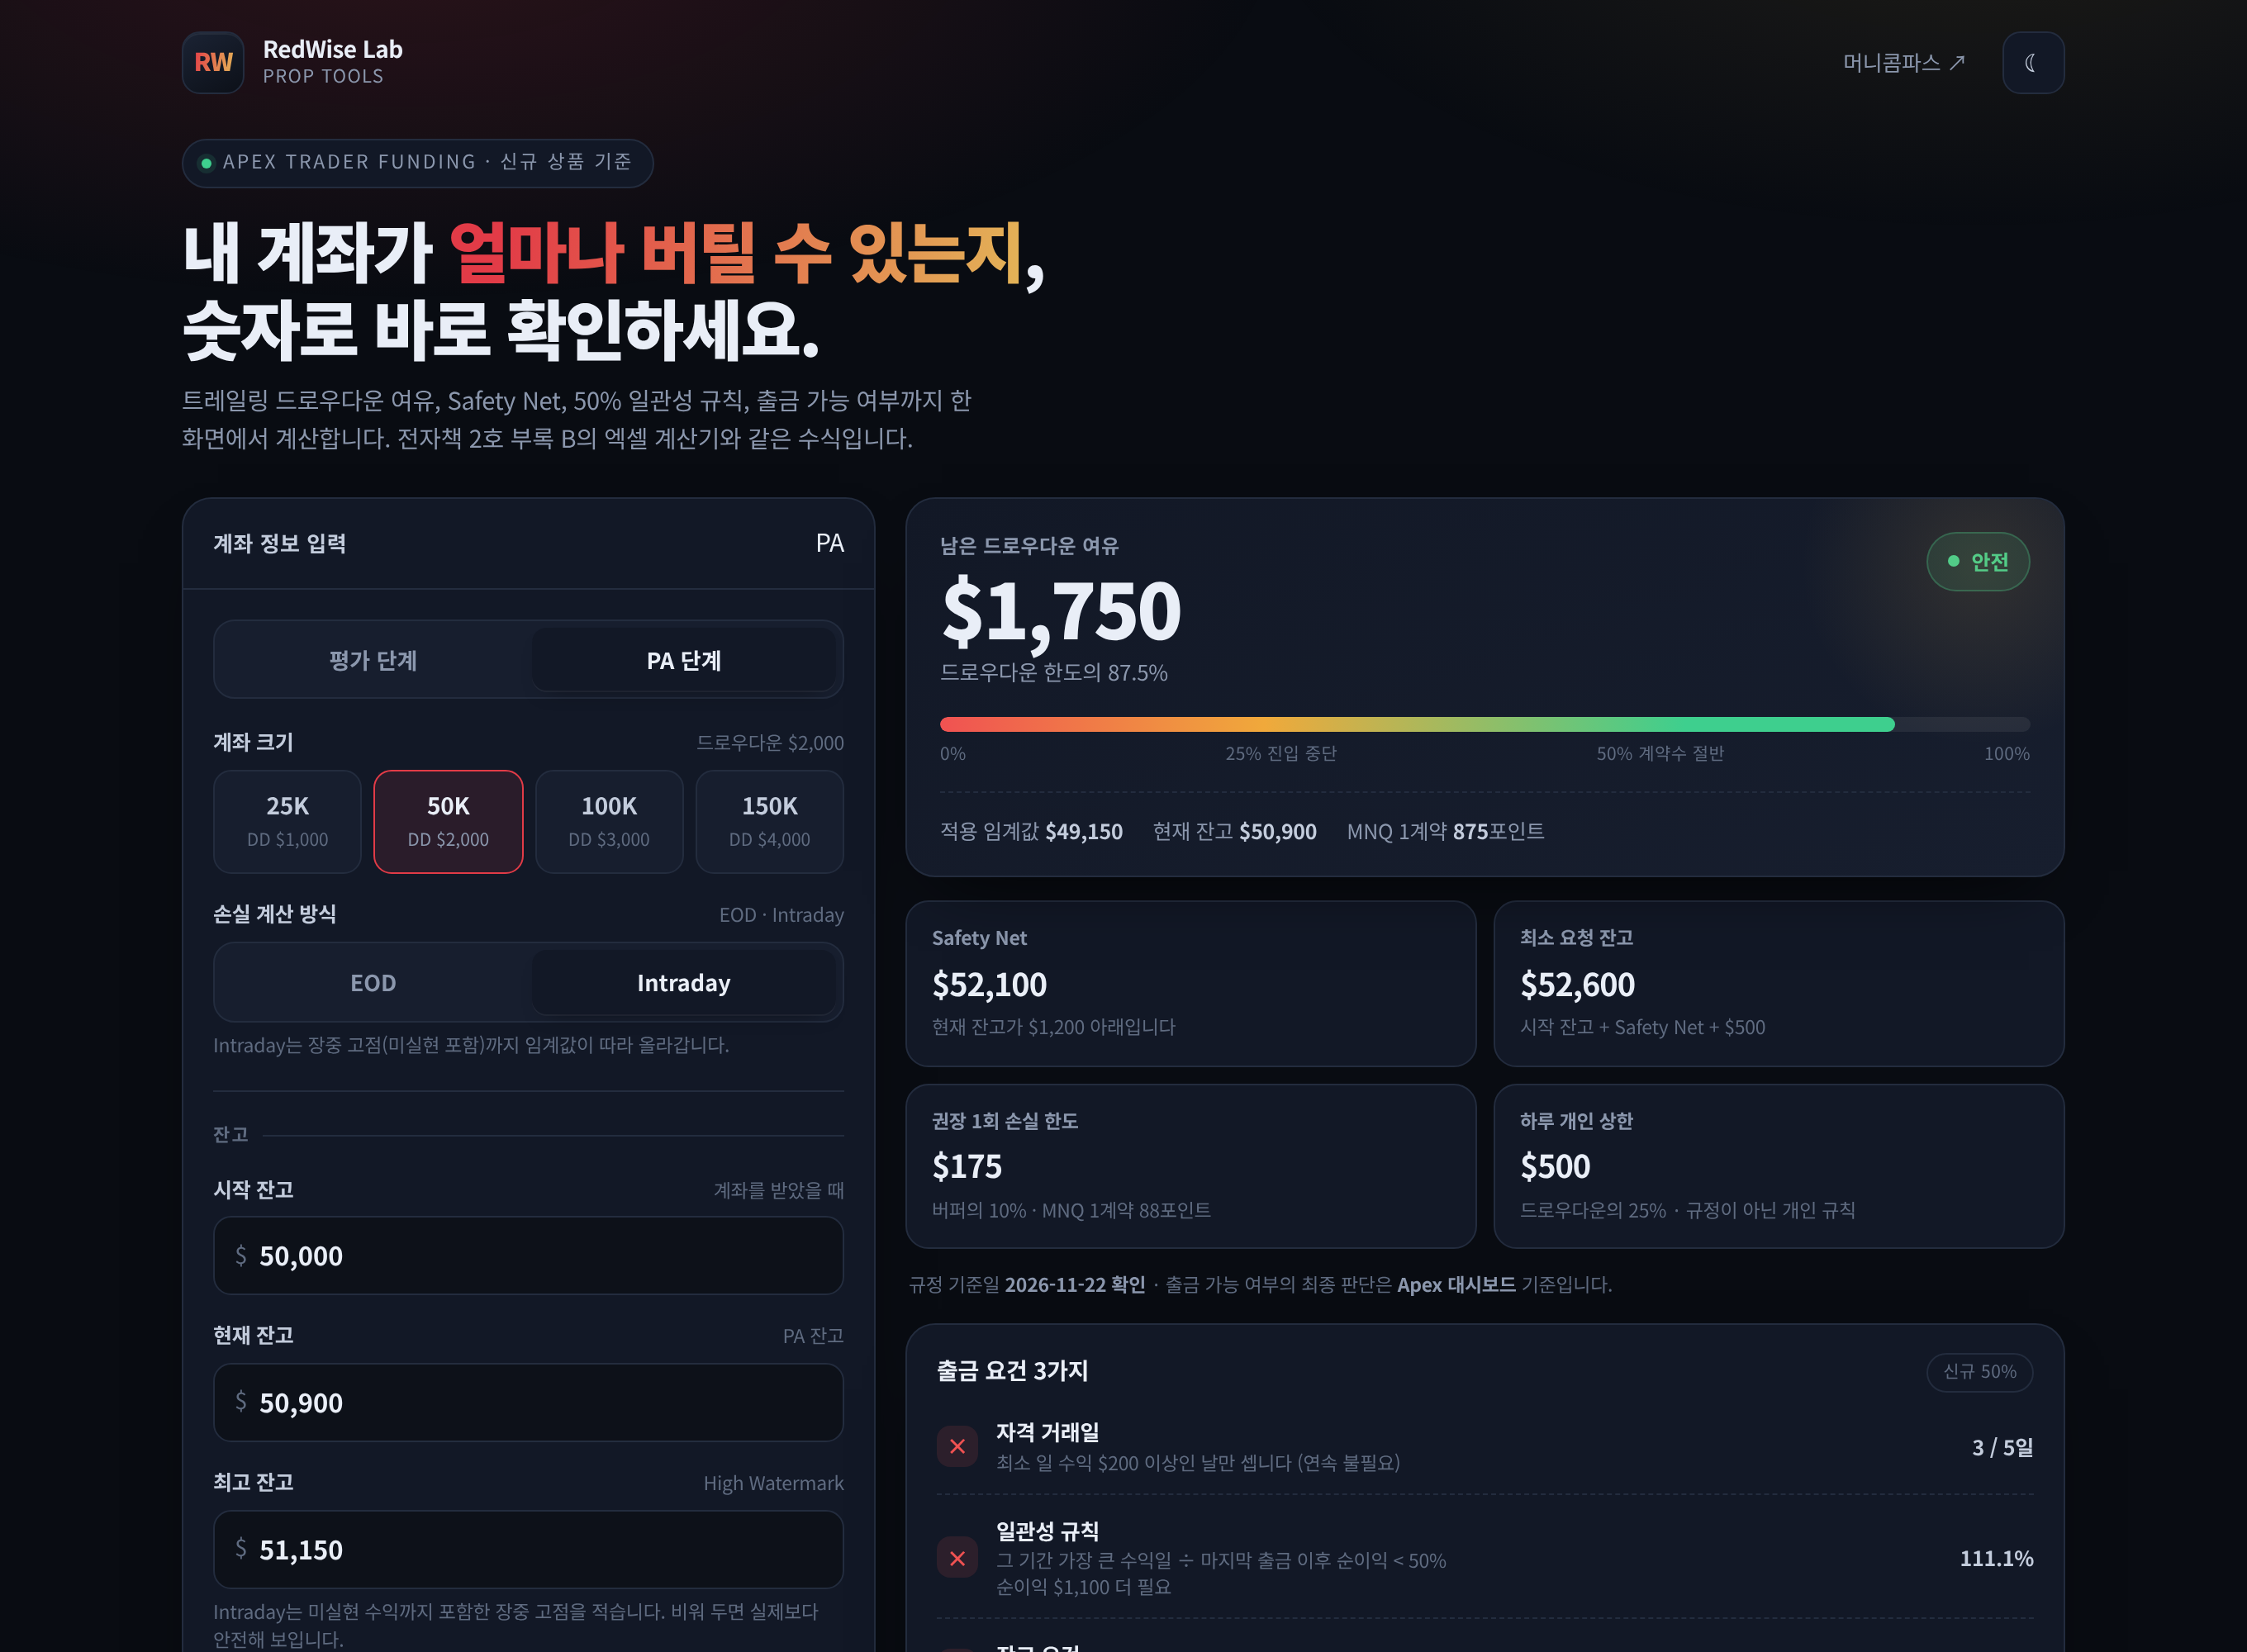 RW
RedWise Lab
PROP TOOLS
머니콤파스 ↗
APEX TRADER FUNDING · 신규 상품 기준
내 계좌가 얼마나 버틸 수 있는지,
숫자로 바로 확인하세요.
트레일링 드로우다운 여유, Safety Net, 50% 일관성 규칙, 출금 가능 여부까지 한
화면에서 계산합니다. 전자책 2호 부록 B의 엑셀 계산기와 같은 수식입니다.
계좌 정보 입력
PA
평가 단계
PA 단계
계좌 크기
드로우다운 $2,000
25K
DD $1,000
50K
DD $2,000
100K
DD $3,000
150K
DD $4,000
손실 계산 방식
EOD · Intraday
EOD
Intraday
Intraday는 장중 고점(미실현 포함)까지 임계값이 따라 올라갑니다.
잔고
시작 잔고
계좌를 받았을 때
$ 50,000
현재 잔고
PA 잔고
$ 50,900
최고 잔고
High Watermark
$ 51,150
Intraday는 미실현 수익까지 포함한 장중 고점을 적습니다. 비워 두면 실제보다
안전해 보입니다.
남은 드로우다운 여유
안전
$1,750
드로우다운 한도의 87.5%
0%
25% 진입 중단
50% 계약수 절반
100%
적용 임계값 $49,150
현재 잔고 $50,900
MNQ 1계약 875포인트
Safety Net
$52,100
현재 잔고가 $1,200 아래입니다
최소 요청 잔고
$52,600
시작 잔고 + Safety Net + $500
권장 1회 손실 한도
$175
버퍼의 10% · MNQ 1계약 88포인트
하루 개인 상한
$500
드로우다운의 25% · 규정이 아닌 개인 규칙
규정 기준일 2026-11-22 확인 · 출금 가능 여부의 최종 판단은 Apex 대시보드 기준입니다.
출금 요건 3가지
신규 50%
자격 거래일
최소 일 수익 $200 이상인 날만 셉니다 (연속 불필요)
3 / 5일
일관성 규칙
그 기간 가장 큰 수익일 ÷ 마지막 출금 이후 순이익 < 50%
순이익 $1,100 더 필요
111.1%